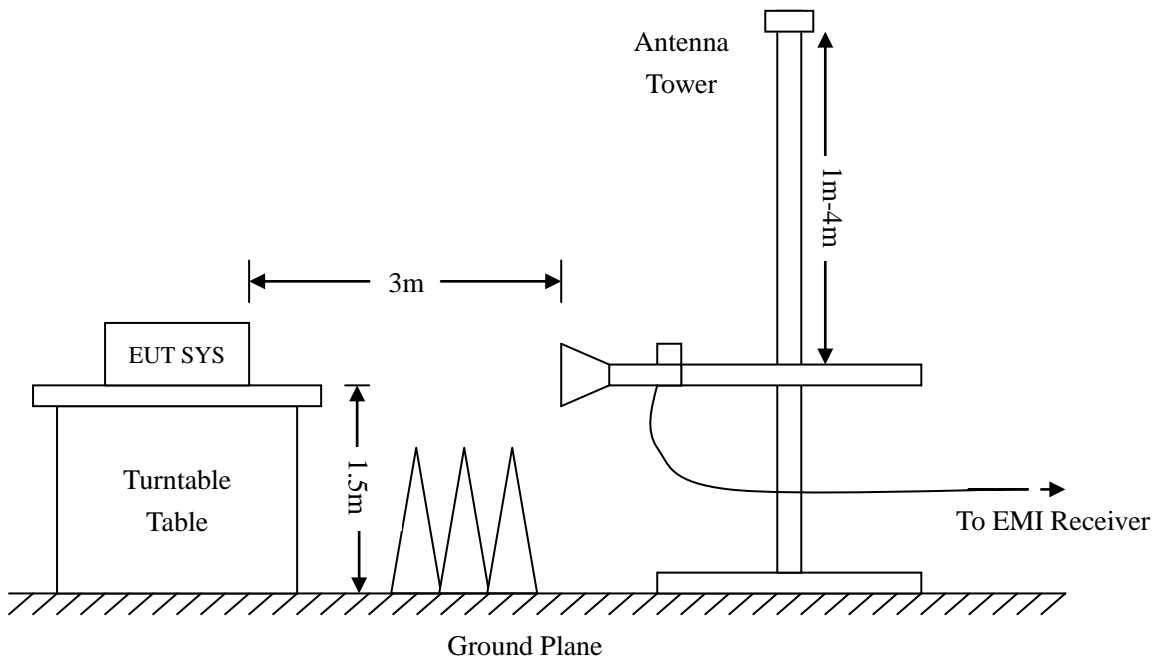 Antenna
Tower
1m-4m
3m
EUT SYS
1.5m
Turntable
Table
To EMI Receiver
Ground Plane